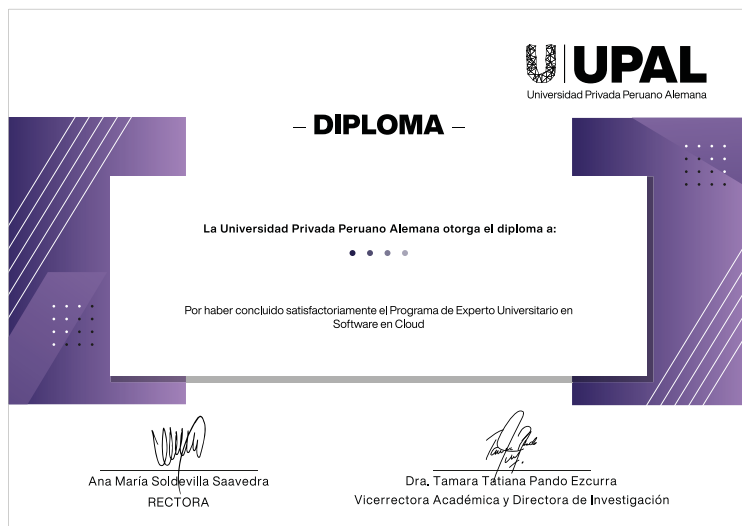 UPAL
Universidad Privada Peruano Alemana
– DIPLOMA –
La Universidad Privada Peruano Alemana otorga el diploma a:
Por haber concluido satisfactoriamente el Programa de Experto Universitario en
Software en Cloud
Ana María Soldevilla Saavedra
RECTORA
Dra. Tamara Tatiana Pando Ezcurra
Vicerrectora Académica y Directora de Investigación